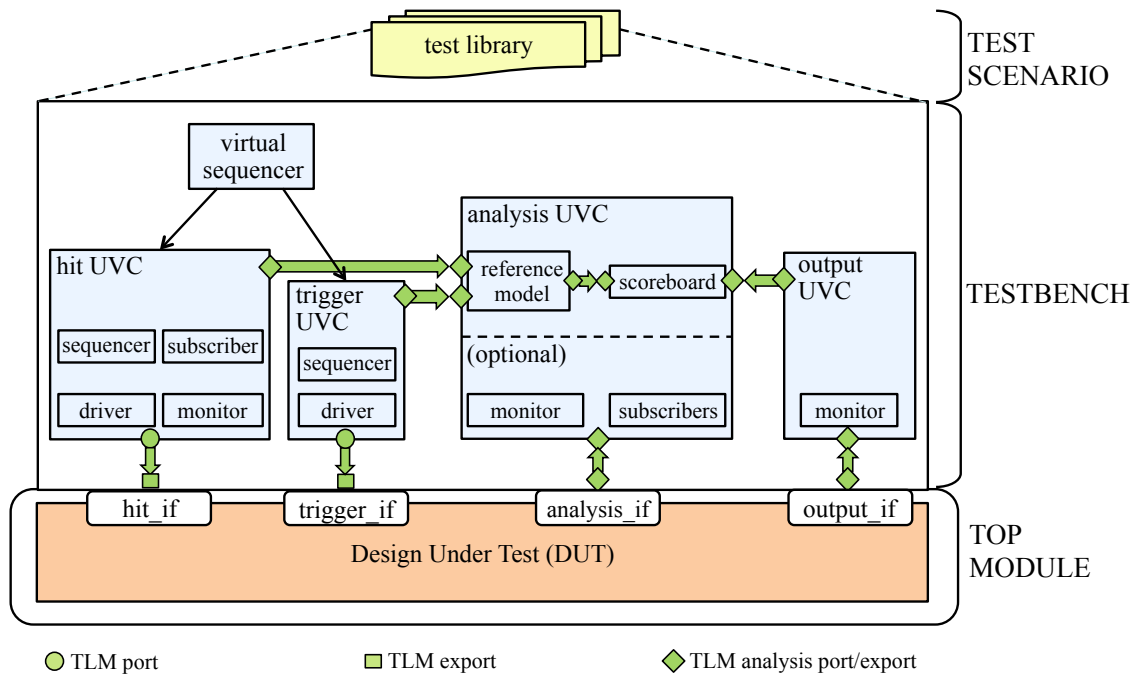 test library
TEST
SCENARIO
virtual
sequencer
analysis UVC
hit UVC
reference
model
scoreboard
output
UVC
trigger
UVC
TESTBENCH
sequencer
subscriber
sequencer
(optional)
driver
monitor
driver
monitor
subscribers
monitor
hit_if
trigger_if
analysis_if
output_if
Design Under Test (DUT)
TOP
MODULE
TLM port
TLM export
TLM analysis port/export